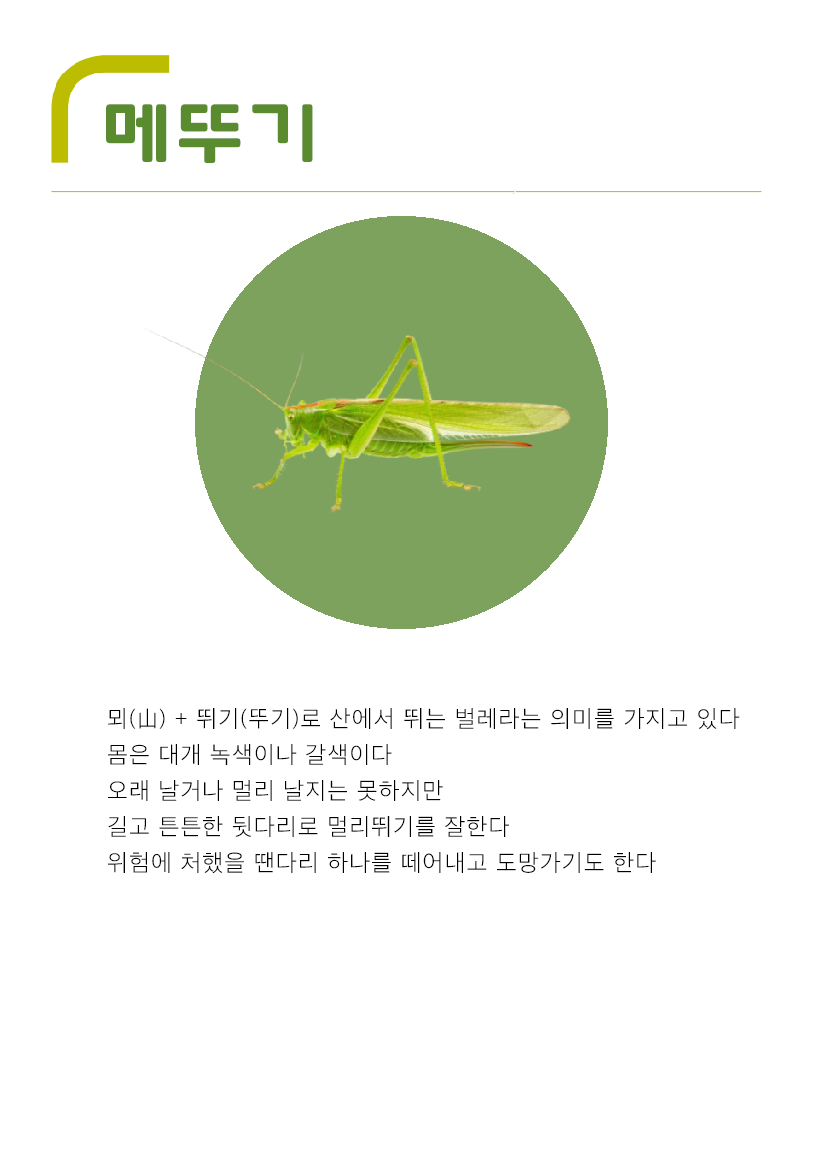 메뚜기
뫼(山) + 뛰기(뚜기)로 산에서 뛰는 벌레라는 의미를 가지고 있다
몸은 대개 녹색이나 갈색이다
오래 날거나 멀리 날지는 못하지만
길고 튼튼한 뒷다리로 멀리뛰기를 잘한다
위험에 처했을 땐다리 하나를 떼어내고 도망가기도 한다